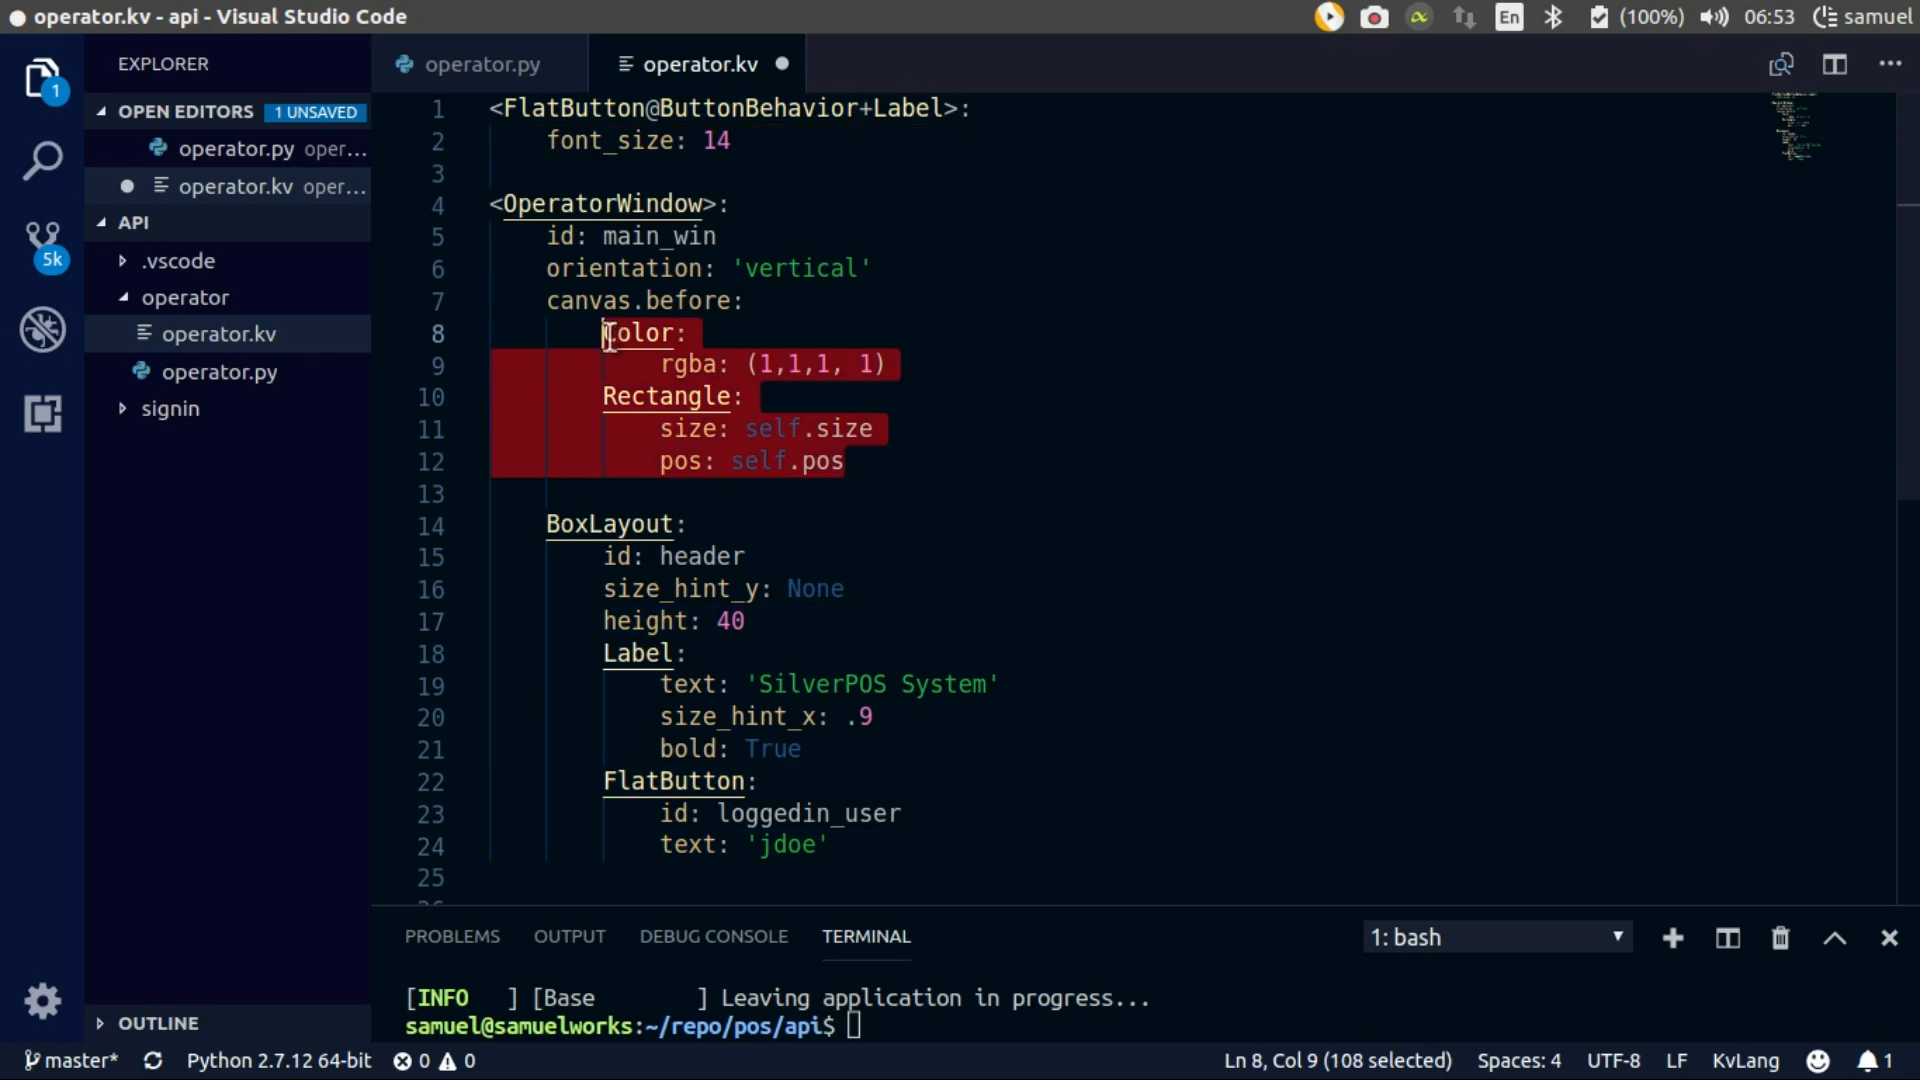 operator.kv - api - Visual Studio Code
En
(100%)
06:53
samuel
EXPLORER
operator.py
operator.kv
OPEN EDITORS
1 UNSAVED
operator.py oper...
operator.kv oper...
API
.vscode
operator
operator.kv
operator.py
signin
1
5k
1 <FlatButton@ButtonBehavior+Label>:
2 font_size: 14
3
4 <OperatorWindow>:
5 id: main_win
6 orientation: 'vertical'
7 canvas.before:
8 Color:
9 rgba: (1,1,1, 1)
10 Rectangle:
11 size: self.size
12 pos: self.pos
13
14 BoxLayout:
15 id: header
16 size_hint_y: None
17 height: 40
18 Label:
19 text: 'SilverPOS System'
20 size_hint_x: .9
21 bold: True
22 FlatButton:
23 id: loggedin_user
24 text: 'jdoe'
25
PROBLEMS
OUTPUT
DEBUG CONSOLE
TERMINAL
1: bash
[INFO   ] [Base        ] Leaving application in progress...
samuel@samuelworks:~/repo/pos/api$
OUTLINE
master*
Python 2.7.12 64-bit
0
0
Ln 8, Col 9 (108 selected)
Spaces: 4
UTF-8
LF
KvLang
1